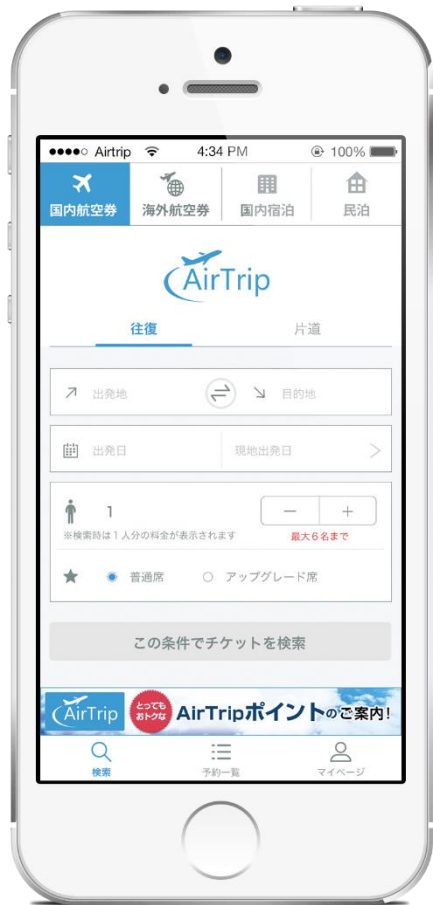 ●●●●○ Airtrip 4:34 PM 100%
国内航空券 海外航空券 国内宿泊 民泊
AirTrip
往復 片道
出発地 目的地
出発日 現地出発日
1
※検索時は1人分の料金が表示されます 最大6名まで
普通席 アップグレード席
この条件でチケットを検索
AirTrip とっても おトクな AirTripポイントのご案内!
検索 予約一覧 マイページ